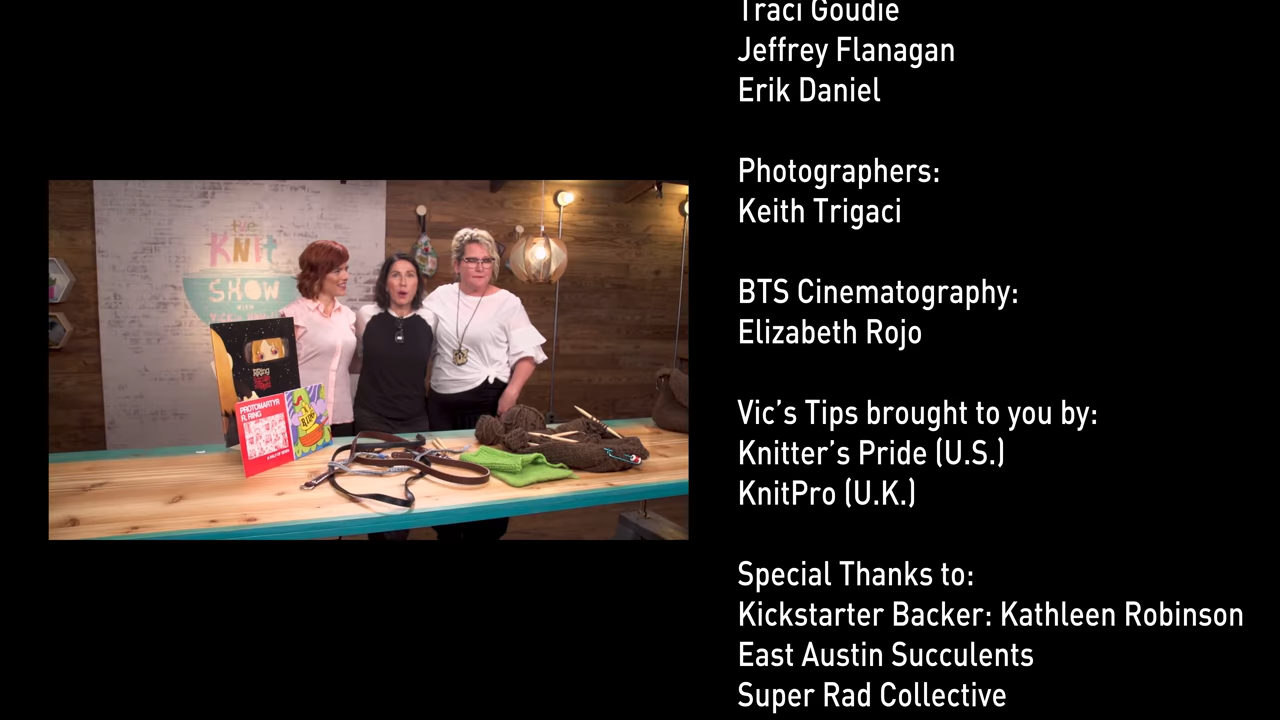 the
KNIt
SHOW
WITH
PROTOMARTYR
R. RING
Traci Goudie
Jeffrey Flanagan
Erik Daniel
Photographers:
Keith Trigaci
BTS Cinematography:
Elizabeth Rojo
Vic’s Tips brought to you by:
Knitter’s Pride (U.S.)
KnitPro (U.K.)
Special Thanks to:
Kickstarter Backer: Kathleen Robinson
East Austin Succulents
Super Rad Collective